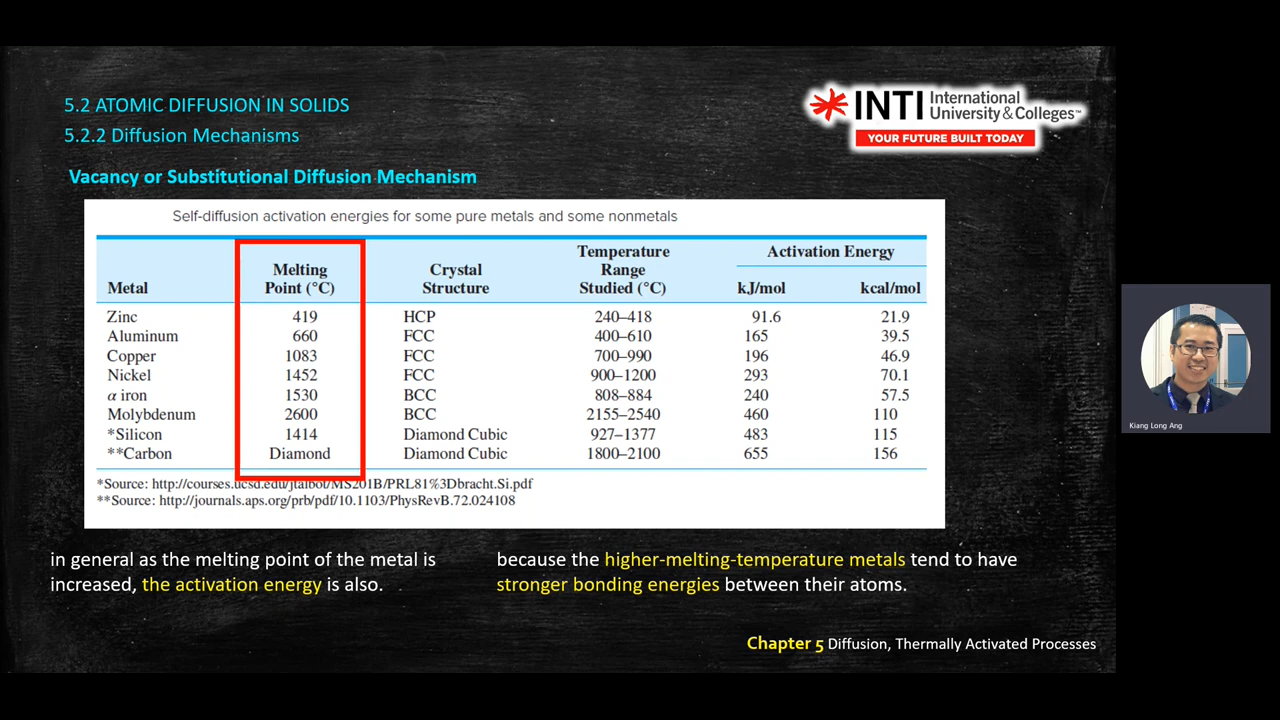 5.2 ATOMIC DIFFUSION IN SOLIDS
5.2.2 Diffusion Mechanisms
INTI International University & Colleges™
YOUR FUTURE BUILT TODAY
Vacancy or Substitutional Diffusion Mechanism
Self-diffusion activation energies for some pure metals and some nonmetals
Metal Melting Point (°C) Crystal Structure Temperature Range Studied (°C) Activation Energy kJ/mol kcal/mol
Zinc 419 HCP 240–418 91.6 21.9
Aluminum 660 FCC 400–610 165 39.5
Copper 1083 FCC 700–990 196 46.9
Nickel 1452 FCC 900–1200 293 70.1
α iron 1530 BCC 808–884 240 57.5
Molybdenum 2600 BCC 2155–2540 460 110
*Silicon 1414 Diamond Cubic 927–1377 483 115
**Carbon Diamond Diamond Cubic 1800–2100 655 156
*Source: http://courses.ucsd.edu/jtalbot/MS201B/PRL81%3Dbracht.Si.pdf
**Source: http://journals.aps.org/prb/pdf/10.1103/PhysRevB.72.024108
in general as the melting point of the metal is
increased, the activation energy is also.
because the higher-melting-temperature metals tend to have
stronger bonding energies between their atoms.
Chapter 5 Diffusion, Thermally Activated Processes
Kiang Long Ang